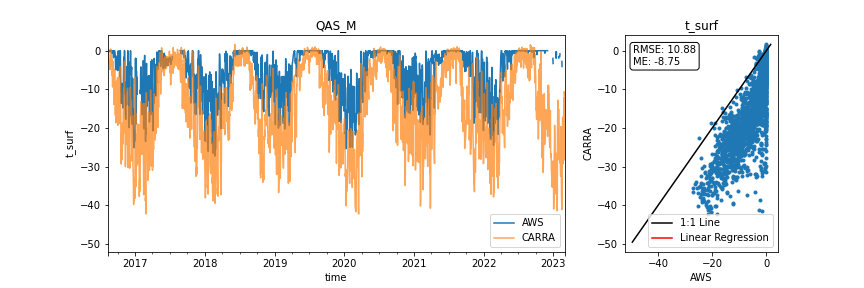 QAS_M
t_surf
0
−10
−20
−30
−40
−50
2017
2018
2019
2020
2021
2022
2023
time
AWS
CARRA
t_surf
CARRA
0
−10
−20
−30
−40
−50
RMSE: 10.88
ME: -8.75
1:1 Line
Linear Regression
−40
−20
0
AWS